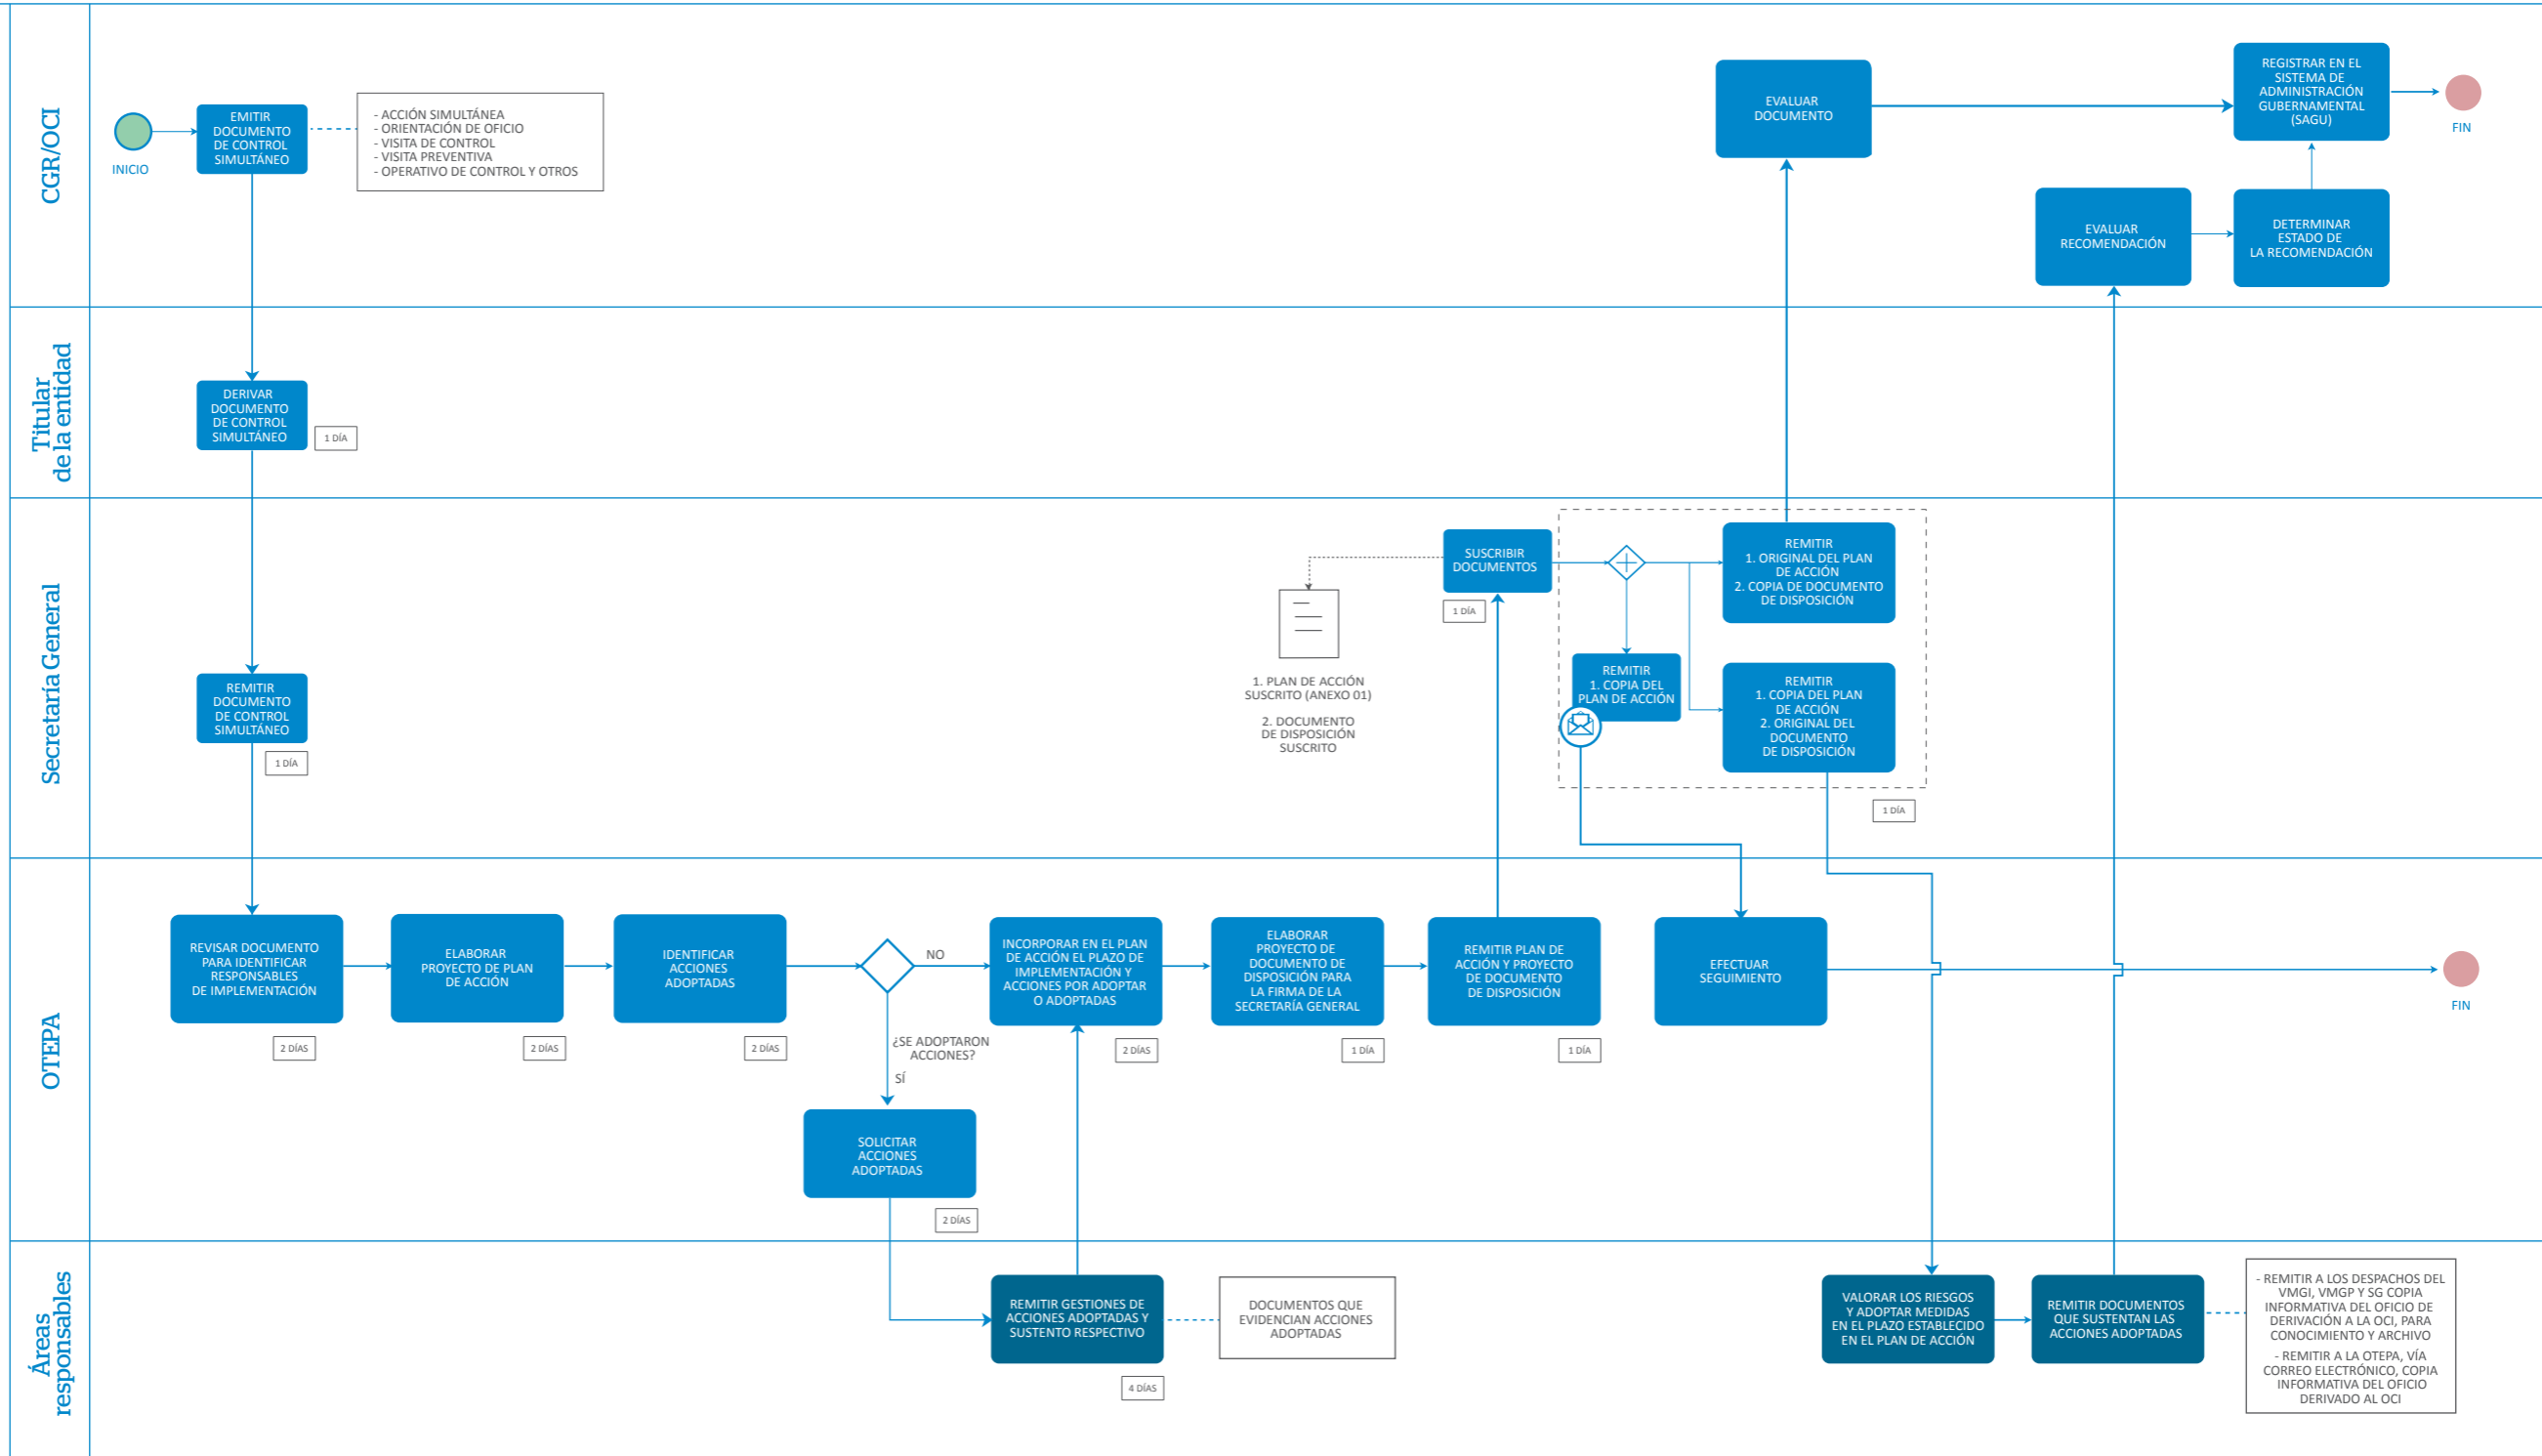 CGR/OCI
INICIO
EMITIR
DOCUMENTO
DE CONTROL
SIMULTÁNEO
- ACCIÓN SIMULTÁNEA
- ORIENTACIÓN DE OFICIO
- VISITA DE CONTROL
- VISITA PREVENTIVA
- OPERATIVO DE CONTROL Y OTROS
EVALUAR
DOCUMENTO
REGISTRAR EN EL
SISTEMA DE
ADMINISTRACIÓN
GUBERNAMENTAL
(SAGU)
FIN
EVALUAR
RECOMENDACIÓN
DETERMINAR
ESTADO DE
LA RECOMENDACIÓN
Titular
de la entidad
DERIVAR
DOCUMENTO
DE CONTROL
SIMULTÁNEO
1 DÍA
Secretaría General
REMITIR
DOCUMENTO
DE CONTROL
SIMULTÁNEO
1 DÍA
1. PLAN DE ACCIÓN
SUSCRITO (ANEXO 01)
2. DOCUMENTO
DE DISPOSICIÓN
SUSCRITO
SUSCRIBIR
DOCUMENTOS
1 DÍA
REMITIR
1. COPIA DEL
PLAN DE ACCIÓN
REMITIR
1. ORIGINAL DEL PLAN
DE ACCIÓN
2. COPIA DE DOCUMENTO
DE DISPOSICIÓN
REMITIR
1. COPIA DEL PLAN
DE ACCIÓN
2. ORIGINAL DEL
DOCUMENTO
DE DISPOSICIÓN
1 DÍA
OTEPA
REVISAR DOCUMENTO
PARA IDENTIFICAR
RESPONSABLES
DE IMPLEMENTACIÓN
2 DÍAS
ELABORAR
PROYECTO DE PLAN
DE ACCIÓN
2 DÍAS
IDENTIFICAR
ACCIONES
ADOPTADAS
2 DÍAS
NO
¿SE ADOPTARON
ACCIONES?
SÍ
SOLICITAR
ACCIONES
ADOPTADAS
2 DÍAS
INCORPORAR EN EL PLAN
DE ACCIÓN EL PLAZO DE
IMPLEMENTACIÓN Y
ACCIONES POR ADOPTAR
O ADOPTADAS
2 DÍAS
ELABORAR
PROYECTO DE
DOCUMENTO DE
DISPOSICIÓN PARA
LA FIRMA DE LA
SECRETARÍA GENERAL
1 DÍA
REMITIR PLAN DE
ACCIÓN Y PROYECTO
DE DOCUMENTO
DE DISPOSICIÓN
1 DÍA
EFECTUAR
SEGUIMIENTO
FIN
Áreas
responsables
REMITIR GESTIONES DE
ACCIONES ADOPTADAS Y
SUSTENTO RESPECTIVO
4 DÍAS
DOCUMENTOS QUE
EVIDENCIAN ACCIONES
ADOPTADAS
VALORAR LOS RIESGOS
Y ADOPTAR MEDIDAS
EN EL PLAZO ESTABLECIDO
EN EL PLAN DE ACCIÓN
REMITIR DOCUMENTOS
QUE SUSTENTAN LAS
ACCIONES ADOPTADAS
- REMITIR A LOS DESPACHOS DEL
VMGI, VMGP Y SG COPIA
INFORMATIVA DEL OFICIO DE
DERIVACIÓN A LA OCI, PARA
CONOCIMIENTO Y ARCHIVO
- REMITIR A LA OTEPA, VÍA
CORREO ELECTRÓNICO, COPIA
INFORMATIVA DEL OFICIO
DERIVADO AL OCI